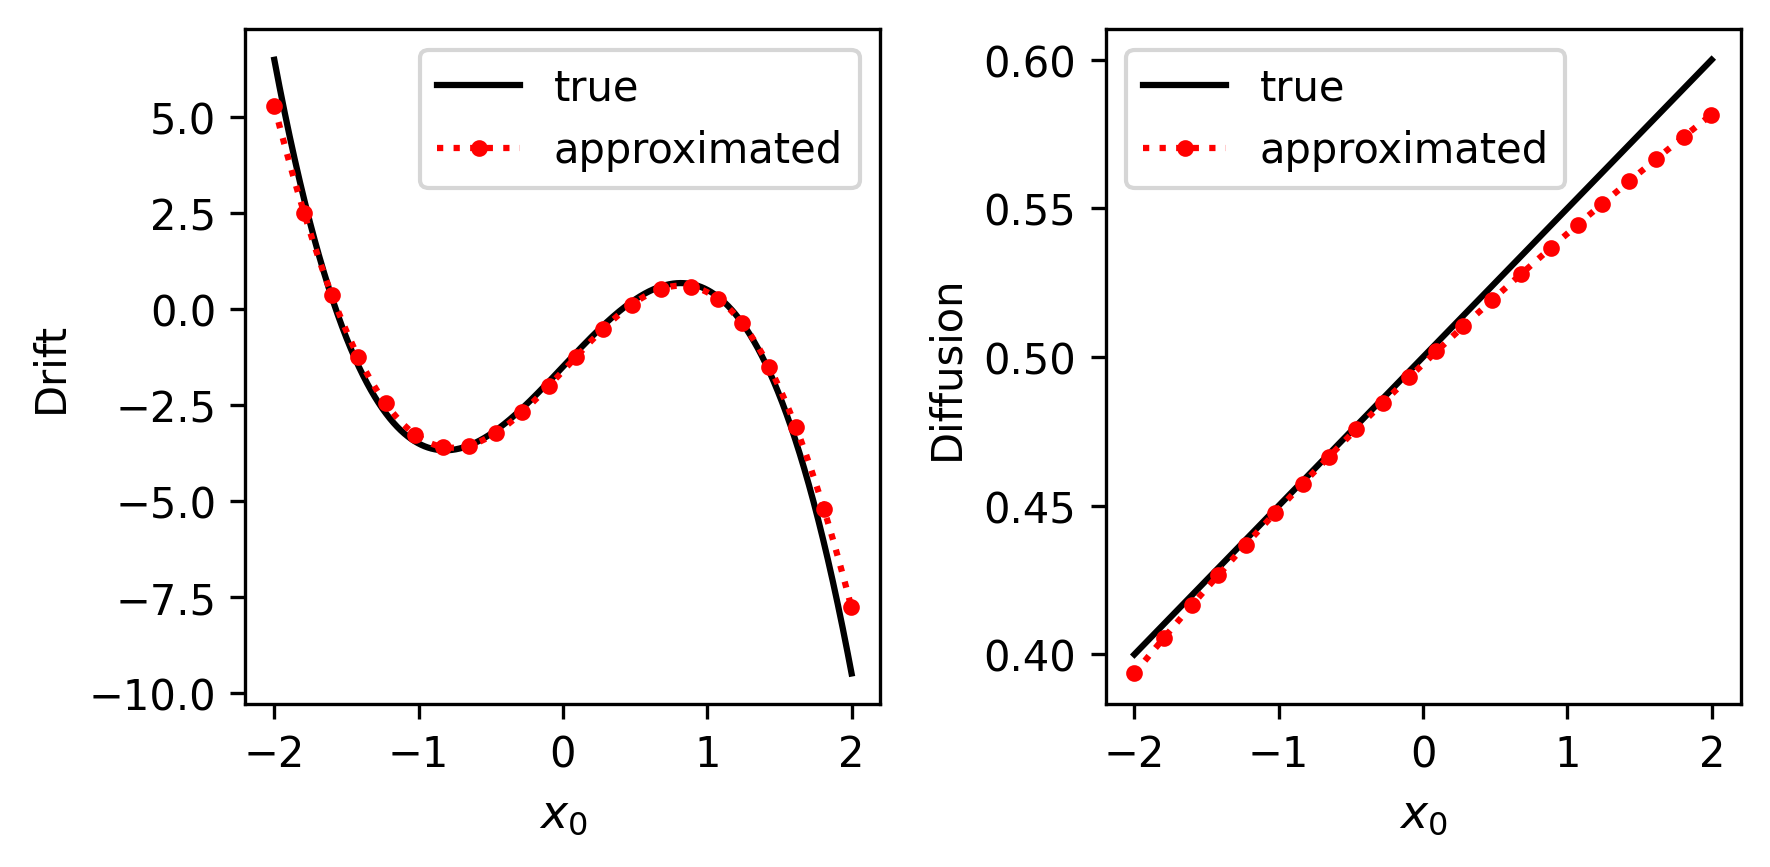 true
approximated
5.0
2.5
0.0
−2.5
−5.0
−7.5
−10.0
Drift
−2 −1 0 1 2
x₀
true
approximated
0.60
0.55
0.50
0.45
0.40
Diffusion
−2 −1 0 1 2
x₀